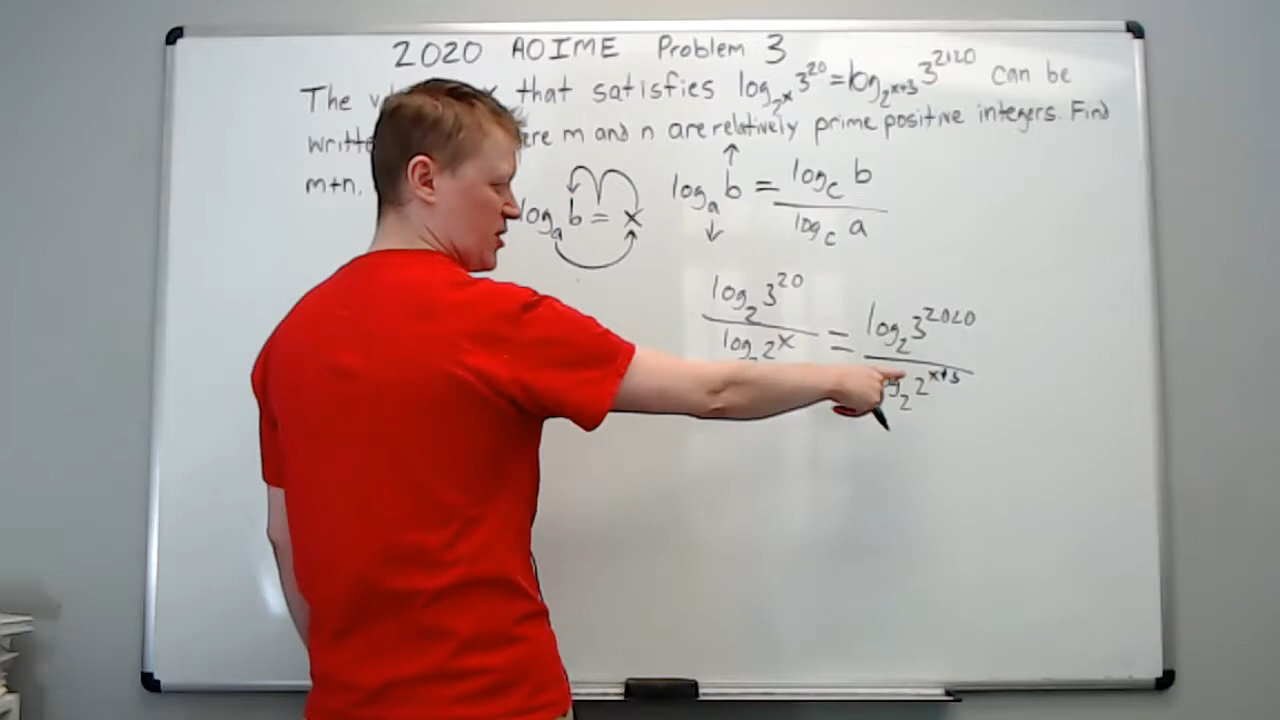 2020 AOIME Problem 3
The x that satisfies log_{2^x} 3^{20} = log_{2^{x+3}} 3^{2020} can be
m and n are relatively prime positive integers. Find
m+n.
log_a b = x
log_a b = log_c b / log_c a
log_2 3^{20} / log_2 2^x = log_2 3^{2020} / log_2 2^{x+3}